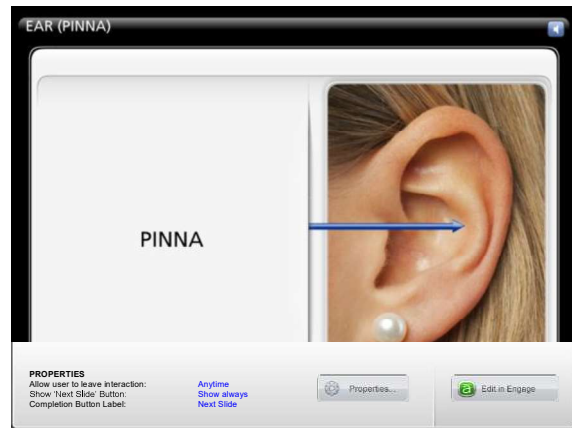 EAR (PINNA)
PINNA
PROPERTIES
Allow user to leave interaction: Anytime
Show ‘Next Slide’ Button: Show always
Completion Button Label: Next Slide
Properties...
Edit in Engage